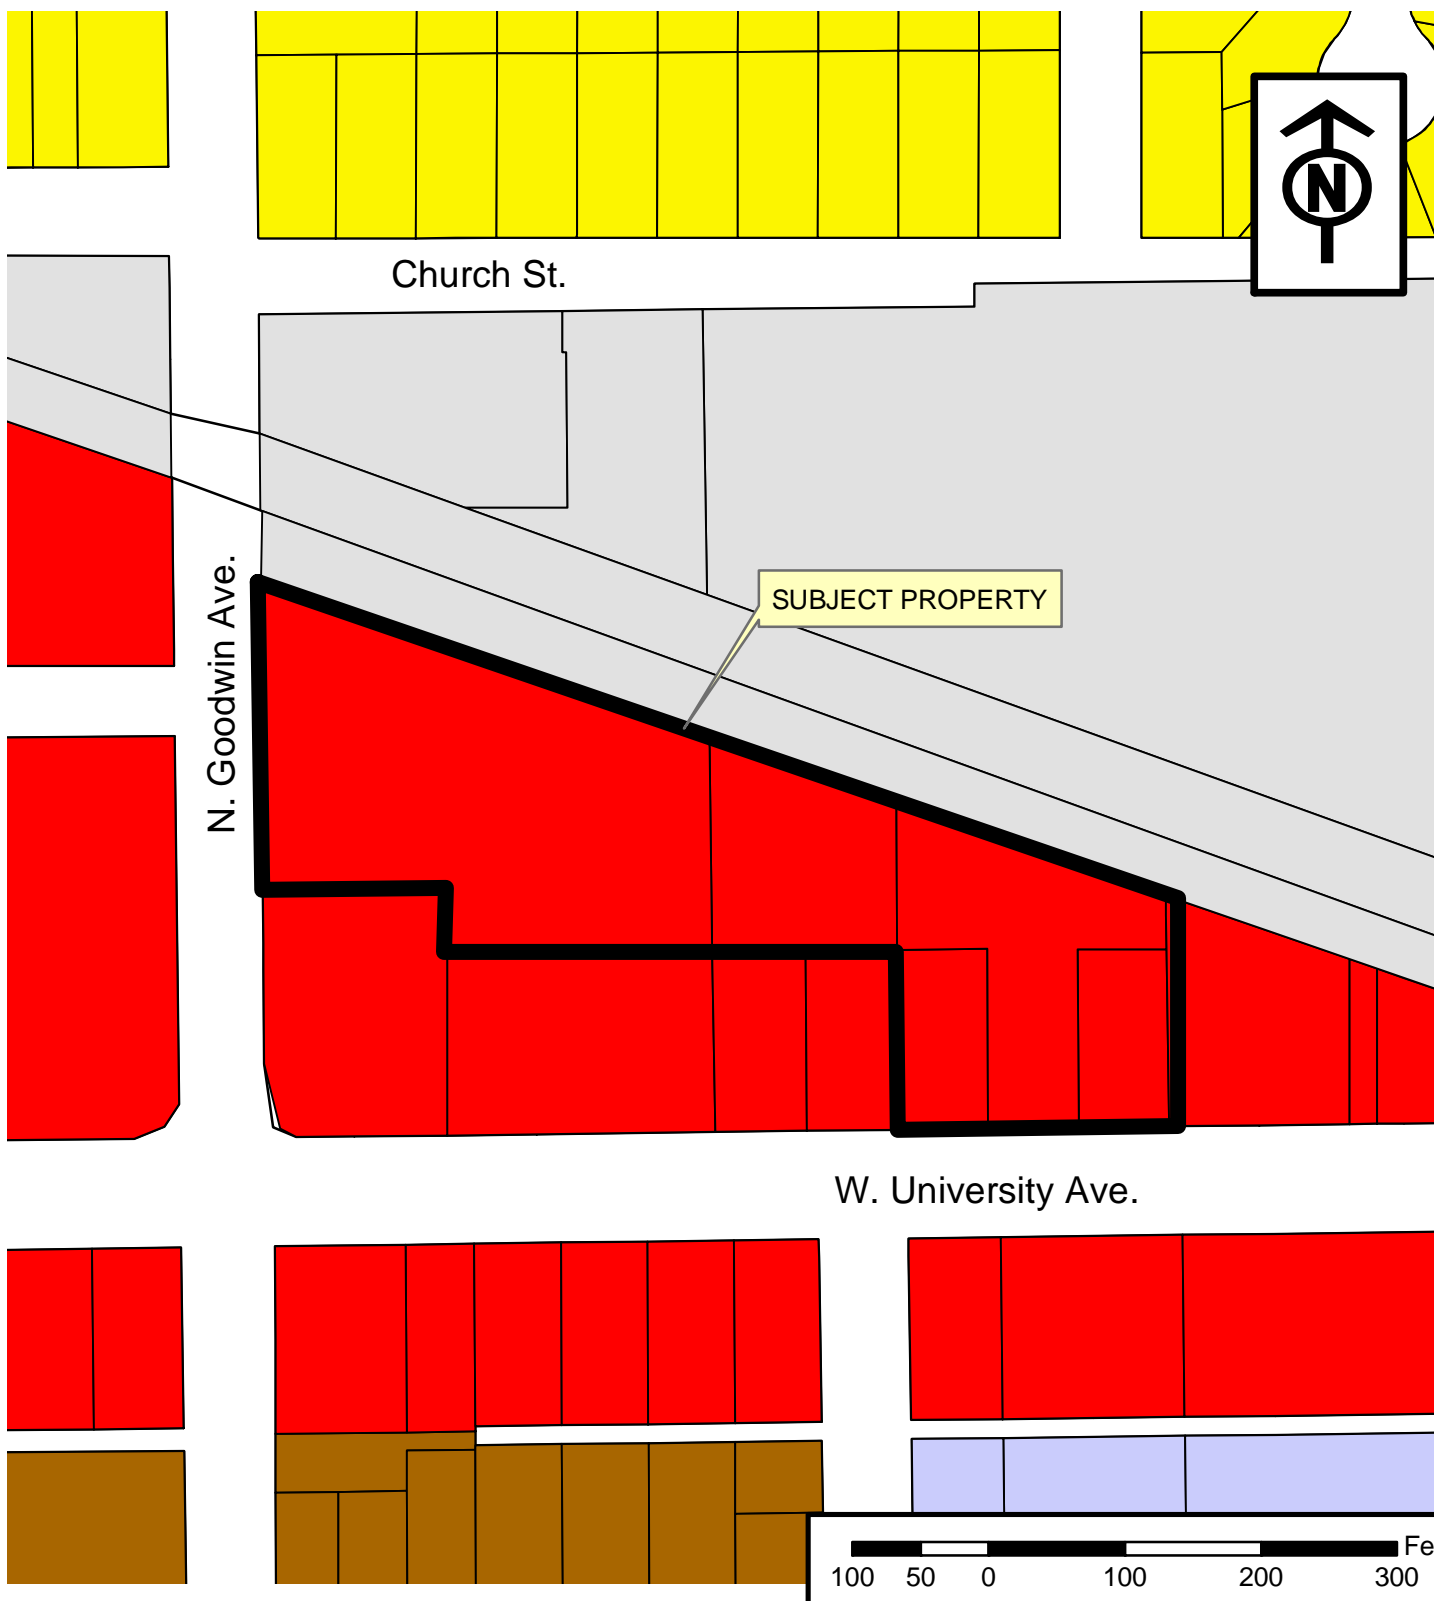 N
Church St.
SUBJECT PROPERTY
N. Goodwin Ave.
W. University Ave.
Fe
100 50 0 100 200 300